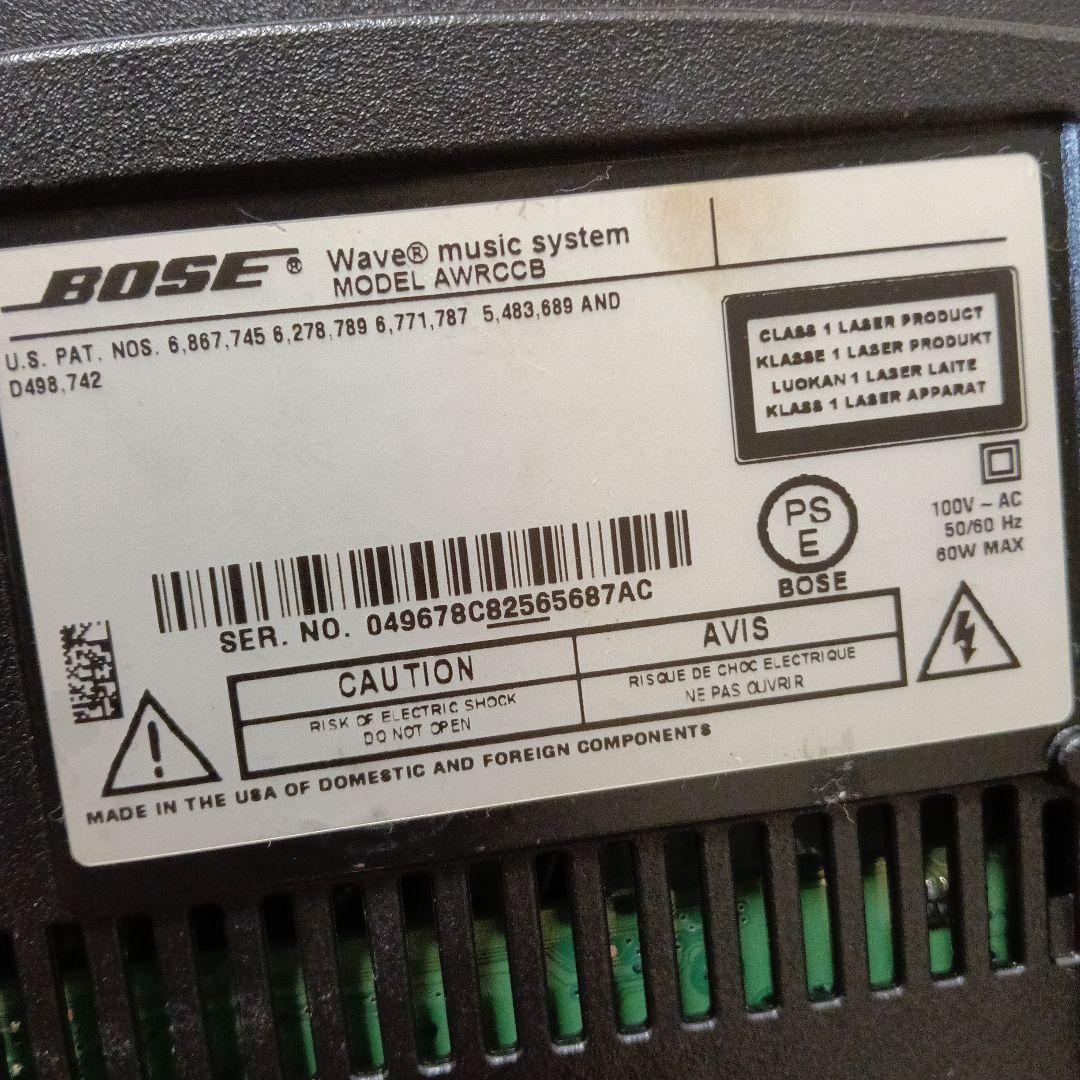 BOSE® Wave® music system
MODEL AWRCCB
U.S. PAT. NOS. 6,867,745 6,278,789 6,771,787 5,483,689 AND
D498,742
CLASS 1 LASER PRODUCT
KLASSE 1 LASER PRODUKT
LUOKAN 1 LASER LAITE
KLASS 1 LASER APPARAT
PS
E
BOSE
100V ~ AC
50/60 Hz
60W MAX
SER. NO. 049678C82565687AC
CAUTION
RISK OF ELECTRIC SHOCK
DO NOT OPEN
AVIS
RISQUE DE CHOC ELECTRIQUE
NE PAS OUVRIR
MADE IN THE USA OF DOMESTIC AND FOREIGN COMPONENTS